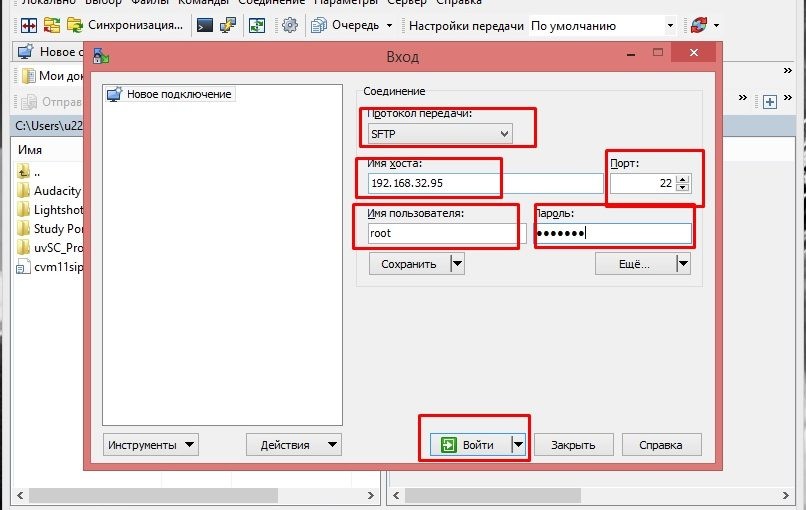 Локально Выбор Файлы Команды Соединение Параметры Сервер Справка
Синхронизация... Очередь Настройки передачи По умолчанию
Новое с
Мои док
Отправ
C:\Users\u22
Имя
..
Audacity
Lightshot
Study Por
uvSC_Pro
cvm11sip
Вход
Новое подключение
Соединение
Протокол передачи:
SFTP
Имя хоста:
Порт:
192.168.32.95
22
Имя пользователя:
Пароль:
root
Сохранить
Ещё...
Инструменты
Действия
Войти
Закрыть
Справка